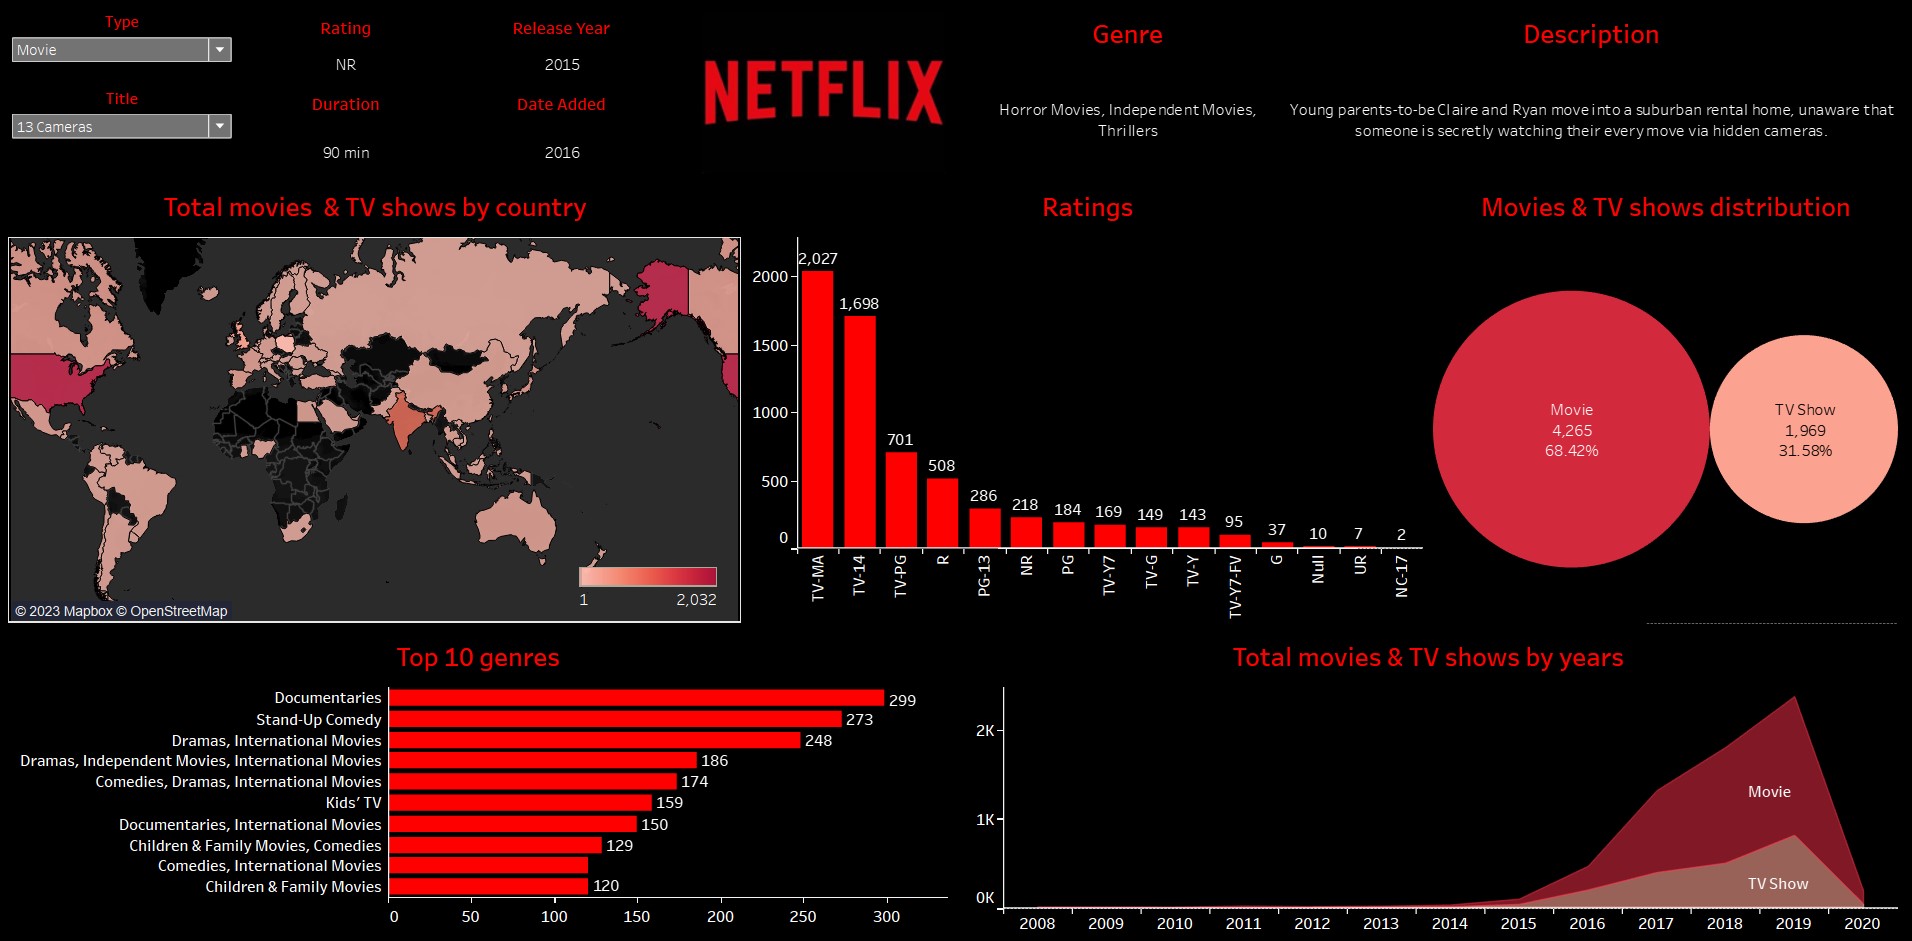 Type
Movie
Title
13 Cameras
Rating
NR
Duration
90 min
Release Year
2015
Date Added
2016
NETFLIX
Genre
Horror Movies, Independent Movies,
Thrillers
Description
Young parents-to-be Claire and Ryan move into a suburban rental home, unaware that
someone is secretly watching their every move via hidden cameras.
Total movies & TV shows by country
1
2,032
© 2023 Mapbox © OpenStreetMap
Ratings
2000
1500
1000
500
0
2,027
1,698
701
508
286
218
184
169
149
143
95
37
10
7
2
TV-MA
TV-14
TV-PG
R
PG-13
NR
PG
TV-Y7
TV-G
TV-Y
TV-Y7-FV
G
Null
UR
NC-17
Movies & TV shows distribution
Movie
4,265
68.42%
TV Show
1,969
31.58%
Top 10 genres
Documentaries 299
Stand-Up Comedy 273
Dramas, International Movies 248
Dramas, Independent Movies, International Movies 186
Comedies, Dramas, International Movies 174
Kids’ TV 159
Documentaries, International Movies 150
Children & Family Movies, Comedies 129
Comedies, International Movies
Children & Family Movies 120
0 50 100 150 200 250 300
Total movies & TV shows by years
2K
1K
0K
Movie
TV Show
2008 2009 2010 2011 2012 2013 2014 2015 2016 2017 2018 2019 2020